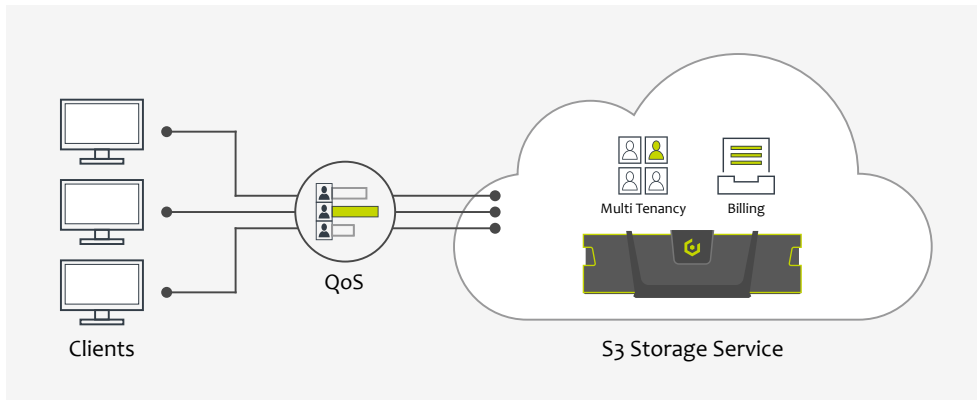 Multi Tenancy
Billing
QoS
Clients
S3 Storage Service